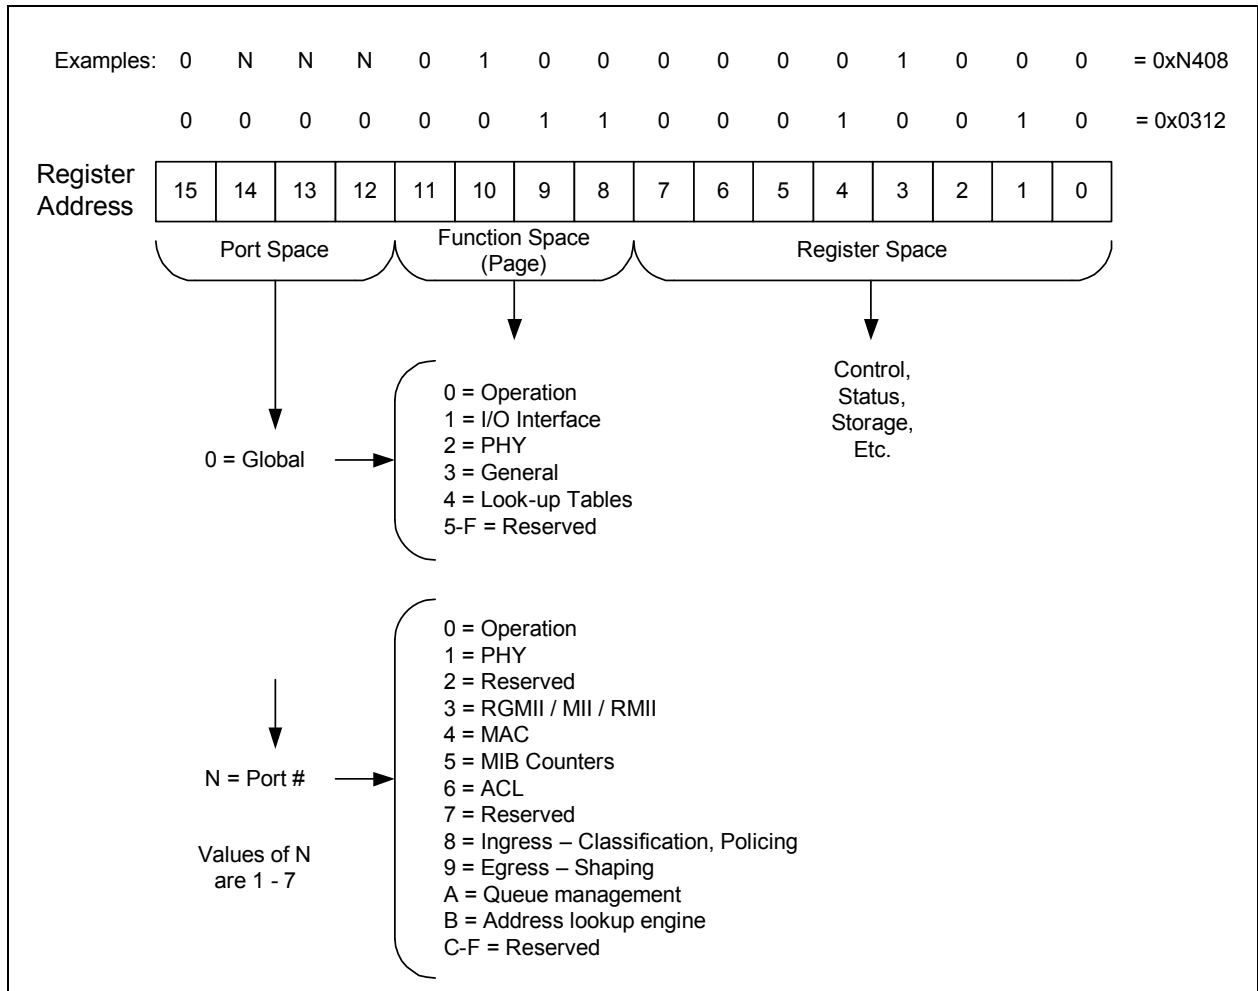 Examples: 0 N N N 0 1 0 0 0 0 0 0 1 0 0 0 = 0xN408
0 0 0 0 0 0 1 1 0 0 0 1 0 0 1 0 = 0x0312
Register
Address
15 14 13 12 11 10 9 8 7 6 5 4 3 2 1 0
Port Space
Function Space
(Page)
Register Space
0 = Global
0 = Operation
1 = I/O Interface
2 = PHY
3 = General
4 = Look-up Tables
5-F = Reserved
Control,
Status,
Storage,
Etc.
N = Port #
Values of N
are 1 - 7
0 = Operation
1 = PHY
2 = Reserved
3 = RGMII / MII / RMII
4 = MAC
5 = MIB Counters
6 = ACL
7 = Reserved
8 = Ingress – Classification, Policing
9 = Egress – Shaping
A = Queue management
B = Address lookup engine
C-F = Reserved